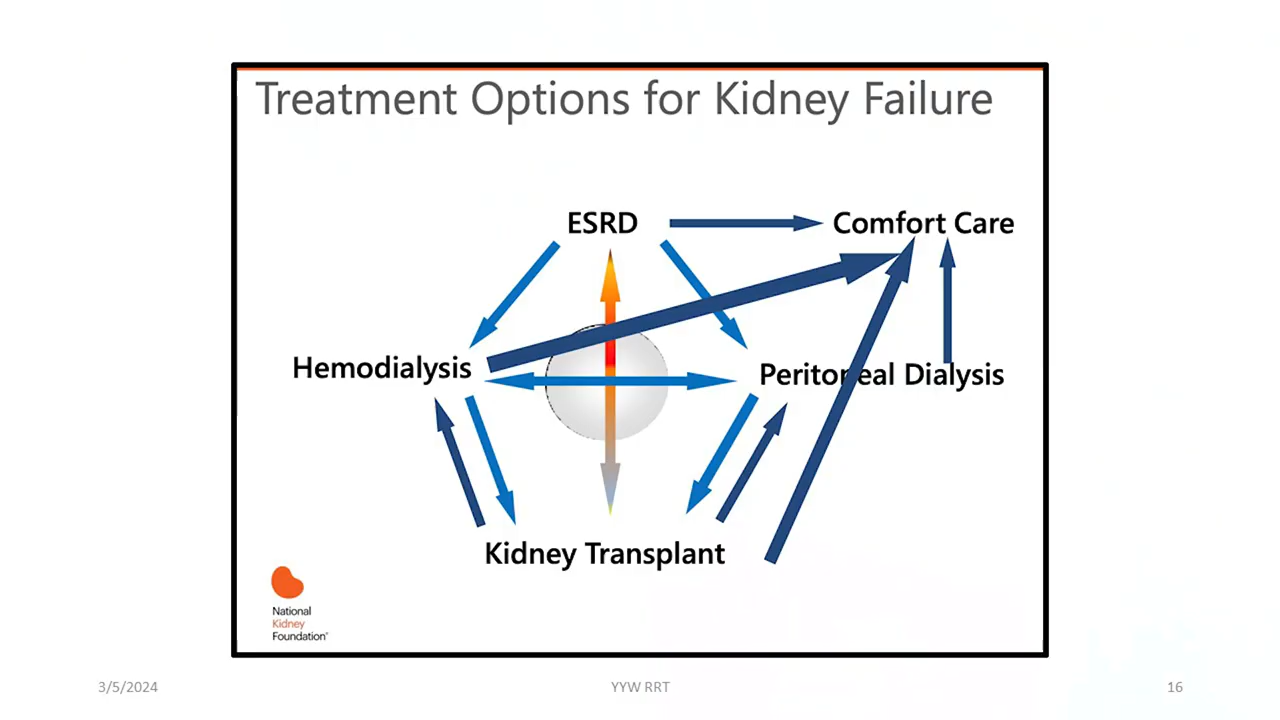 Treatment Options for Kidney Failure
ESRD
Comfort Care
Hemodialysis
Peritoneal Dialysis
Kidney Transplant
National
Kidney
Foundation®
3/5/2024
YYW RRT
16